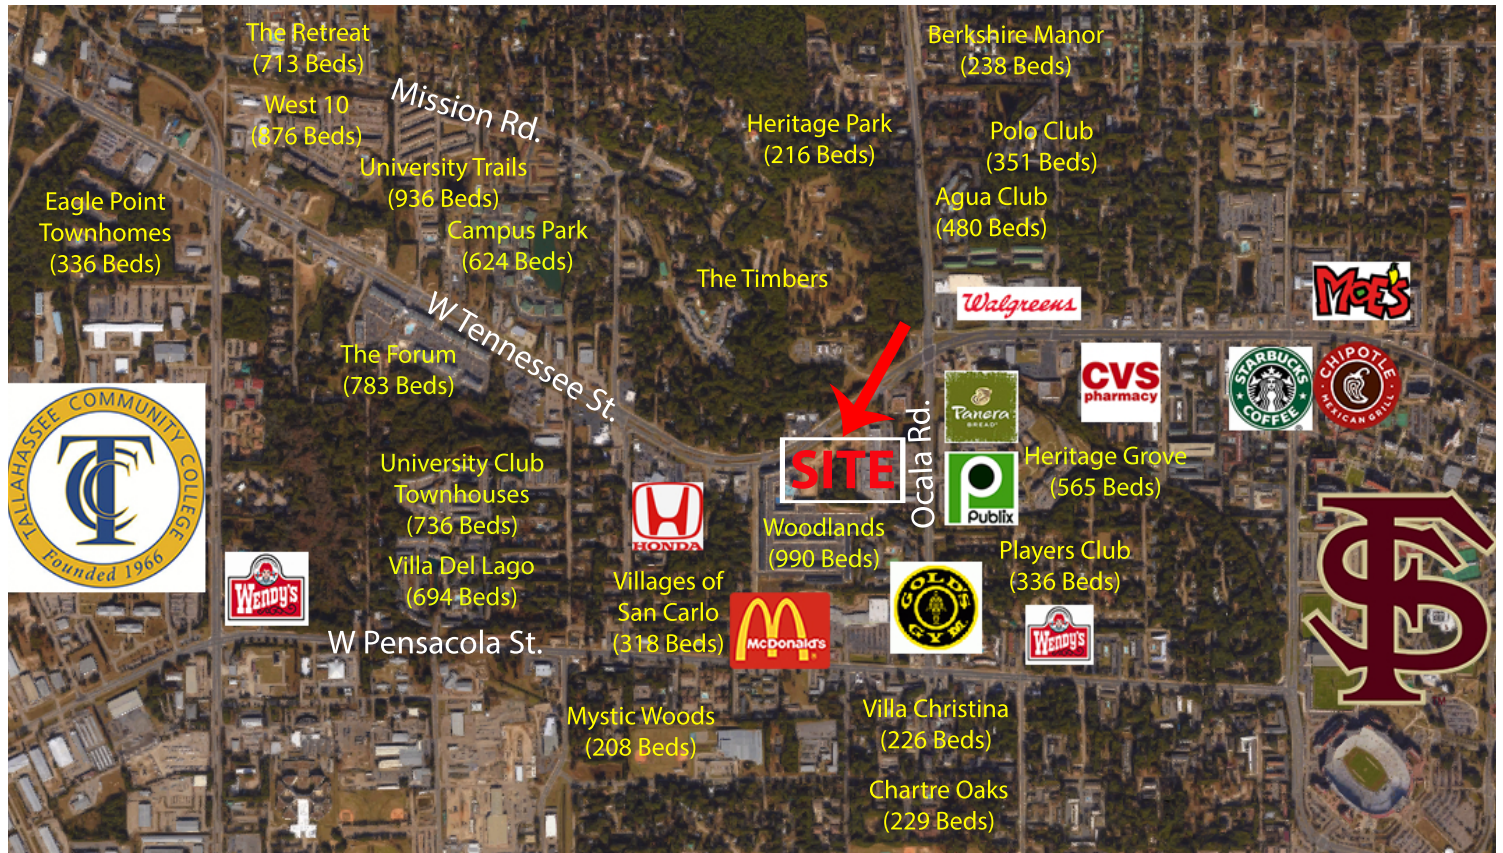 The Retreat
(713 Beds)
West 10
(876 Beds)
Mission Rd.
University Trails
(936 Beds)
Campus Park
(624 Beds)
Eagle Point
Townhomes
(336 Beds)
Berkshire Manor
(238 Beds)
Heritage Park
(216 Beds)
Polo Club
(351 Beds)
Agua Club
(480 Beds)
The Timbers
Walgreens
MOE'S
W Tennessee St.
The Forum
(783 Beds)
CVS
pharmacy
STARBUCKS
COFFEE
CHIPOTLE
MEXICAN GRILL
Panera
BREAD
TALLAHASSEE COMMUNITY COLLEGE
TCC
Founded 1966
SITE
Ocala Rd.
Heritage Grove
(565 Beds)
Publix
University Club
Townhouses
(736 Beds)
HONDA
Woodlands
(990 Beds)
Players Club
(336 Beds)
FS
Villa Del Lago
(694 Beds)
WENDY'S
Villages of
San Carlo
(318 Beds)
McDonald's
GOLD'S
GYM
WENDY'S
W Pensacola St.
Mystic Woods
(208 Beds)
Villa Christina
(226 Beds)
Chartre Oaks
(229 Beds)